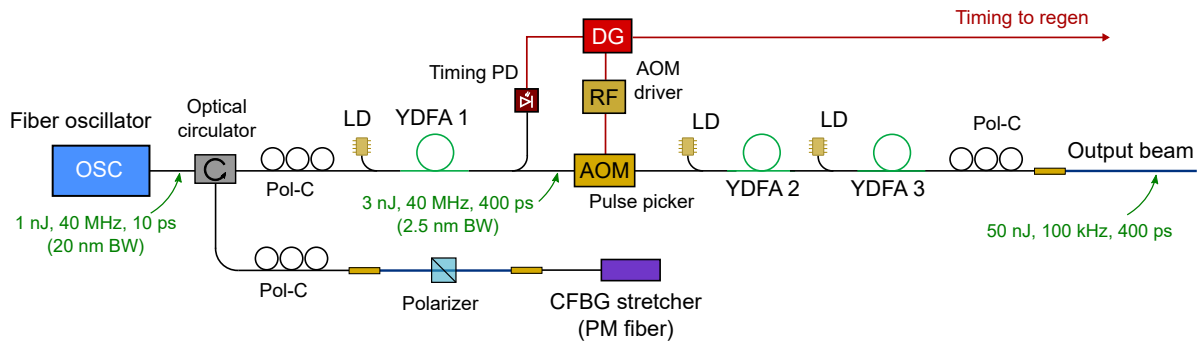 Timing to regen
DG
Timing PD
AOM
driver
RF
Fiber oscillator
Optical
circulator
LD
YDFA 1
LD
LD
Pol-C
Output beam
OSC
Pol-C
AOM
Pulse picker
YDFA 2
YDFA 3
1 nJ, 40 MHz, 10 ps
(20 nm BW)
3 nJ, 40 MHz, 400 ps
(2.5 nm BW)
50 nJ, 100 kHz, 400 ps
Pol-C
Polarizer
CFBG stretcher
(PM fiber)